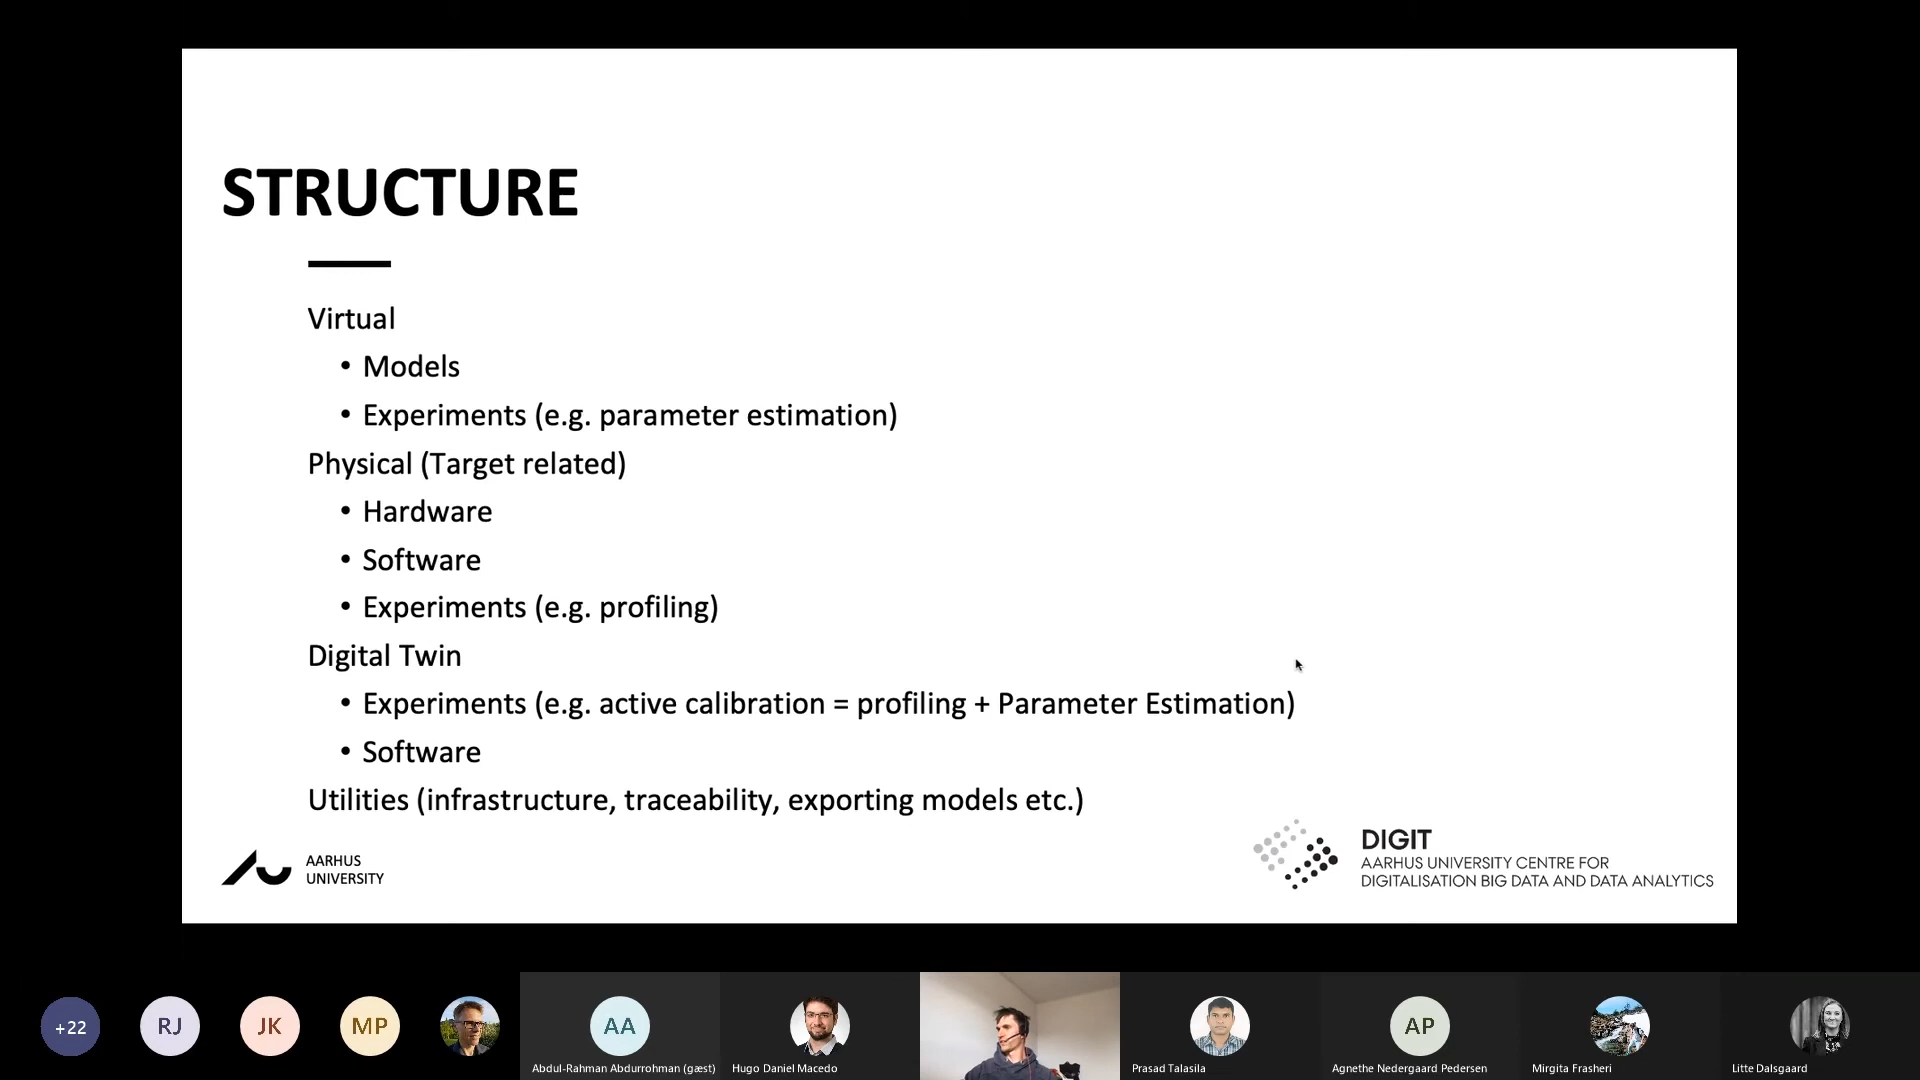 STRUCTURE
Virtual
• Models
• Experiments (e.g. parameter estimation)
Physical (Target related)
• Hardware
• Software
• Experiments (e.g. profiling)
Digital Twin
• Experiments (e.g. active calibration = profiling + Parameter Estimation)
• Software
Utilities (infrastructure, traceability, exporting models etc.)
AARHUS
UNIVERSITY
DIGIT
AARHUS UNIVERSITY CENTRE FOR
DIGITALISATION BIG DATA AND DATA ANALYTICS
+22
RJ
JK
MP
AA
AP
Abdul-Rahman Abdurrohman (gæst)
Hugo Daniel Macedo
Prasad Talasila
Agnethe Nedergaard Pedersen
Mirgita Frasheri
Litte Dalsgaard